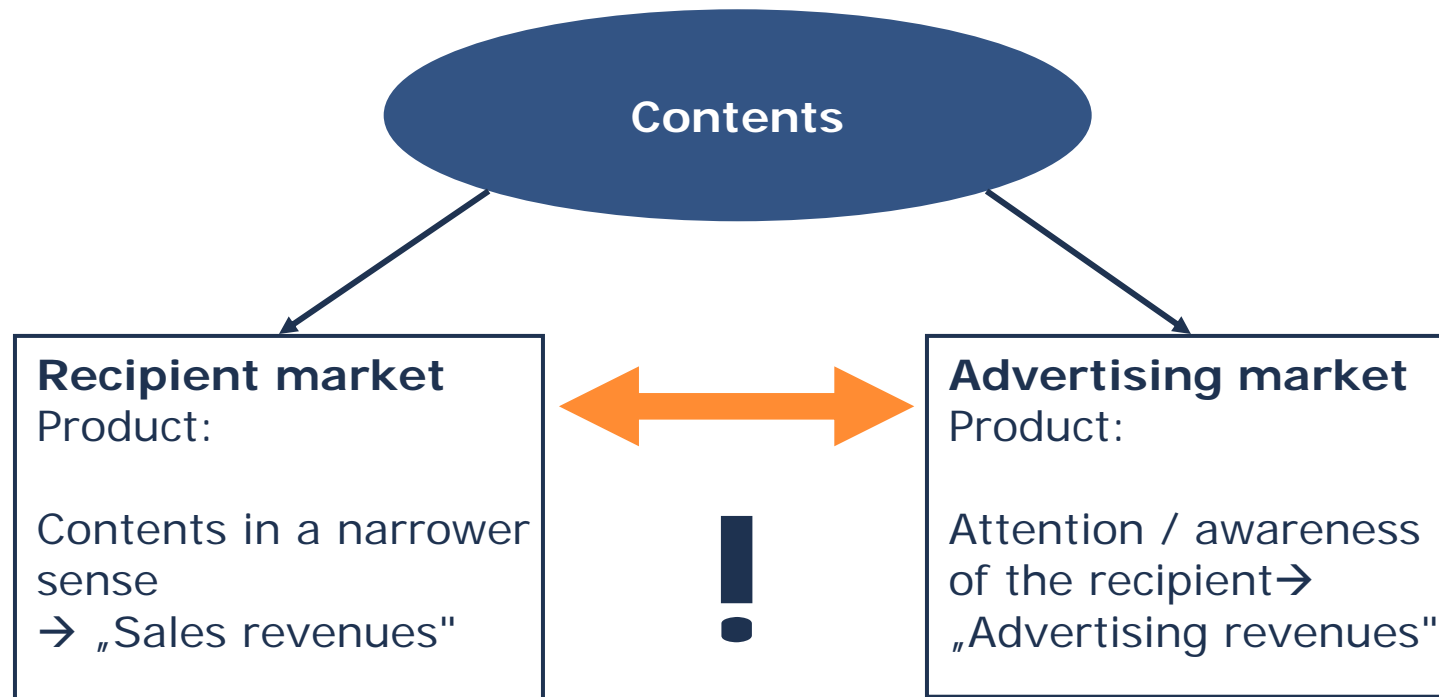 Contents
Recipient market
Product:
Contents in a narrower
sense
→ „Sales revenues"
!
Advertising market
Product:
Attention / awareness
of the recipient→
„Advertising revenues"